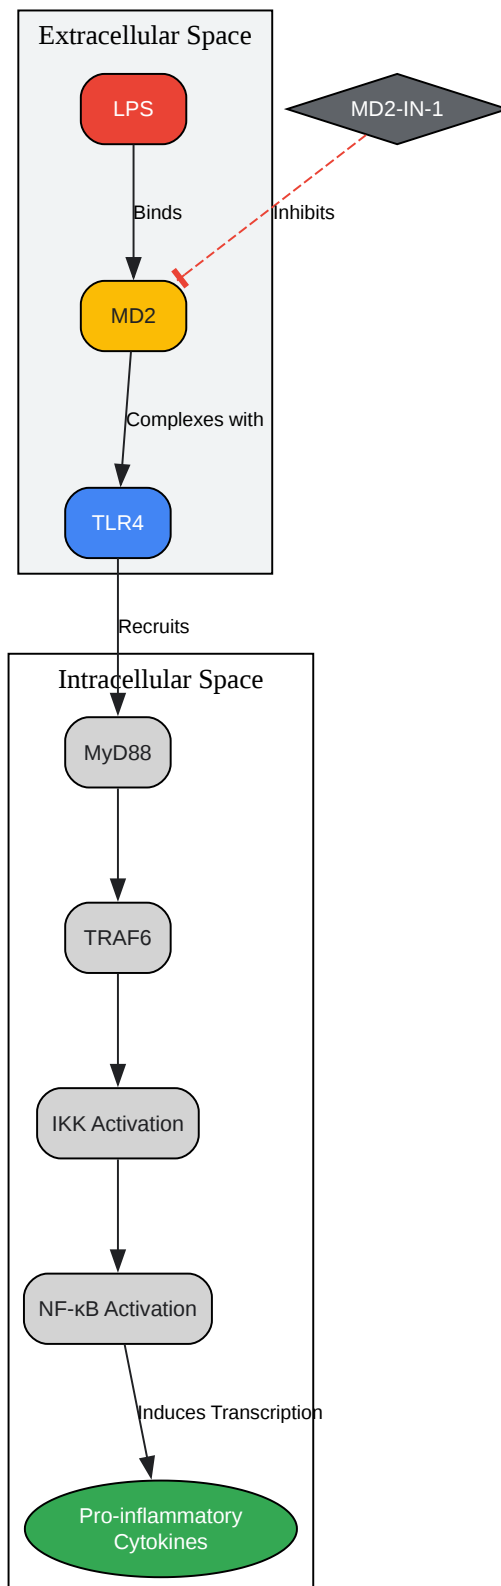 Extracellular Space
LPS
MD2-IN-1
Binds
Inhibits
MD2
Complexes with
TLR4
Recruits
Intracellular Space
MyD88
TRAF6
IKK Activation
NF-κB Activation
Induces Transcription
Pro-inflammatory
Cytokines